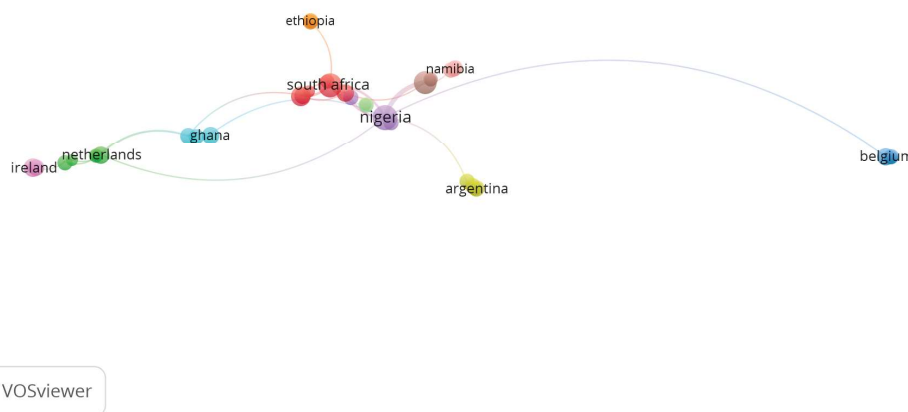 ethiopia
namibia
south africa
nigeria
ghana
netherlands
ireland
belgium
argentina
VOSviewer